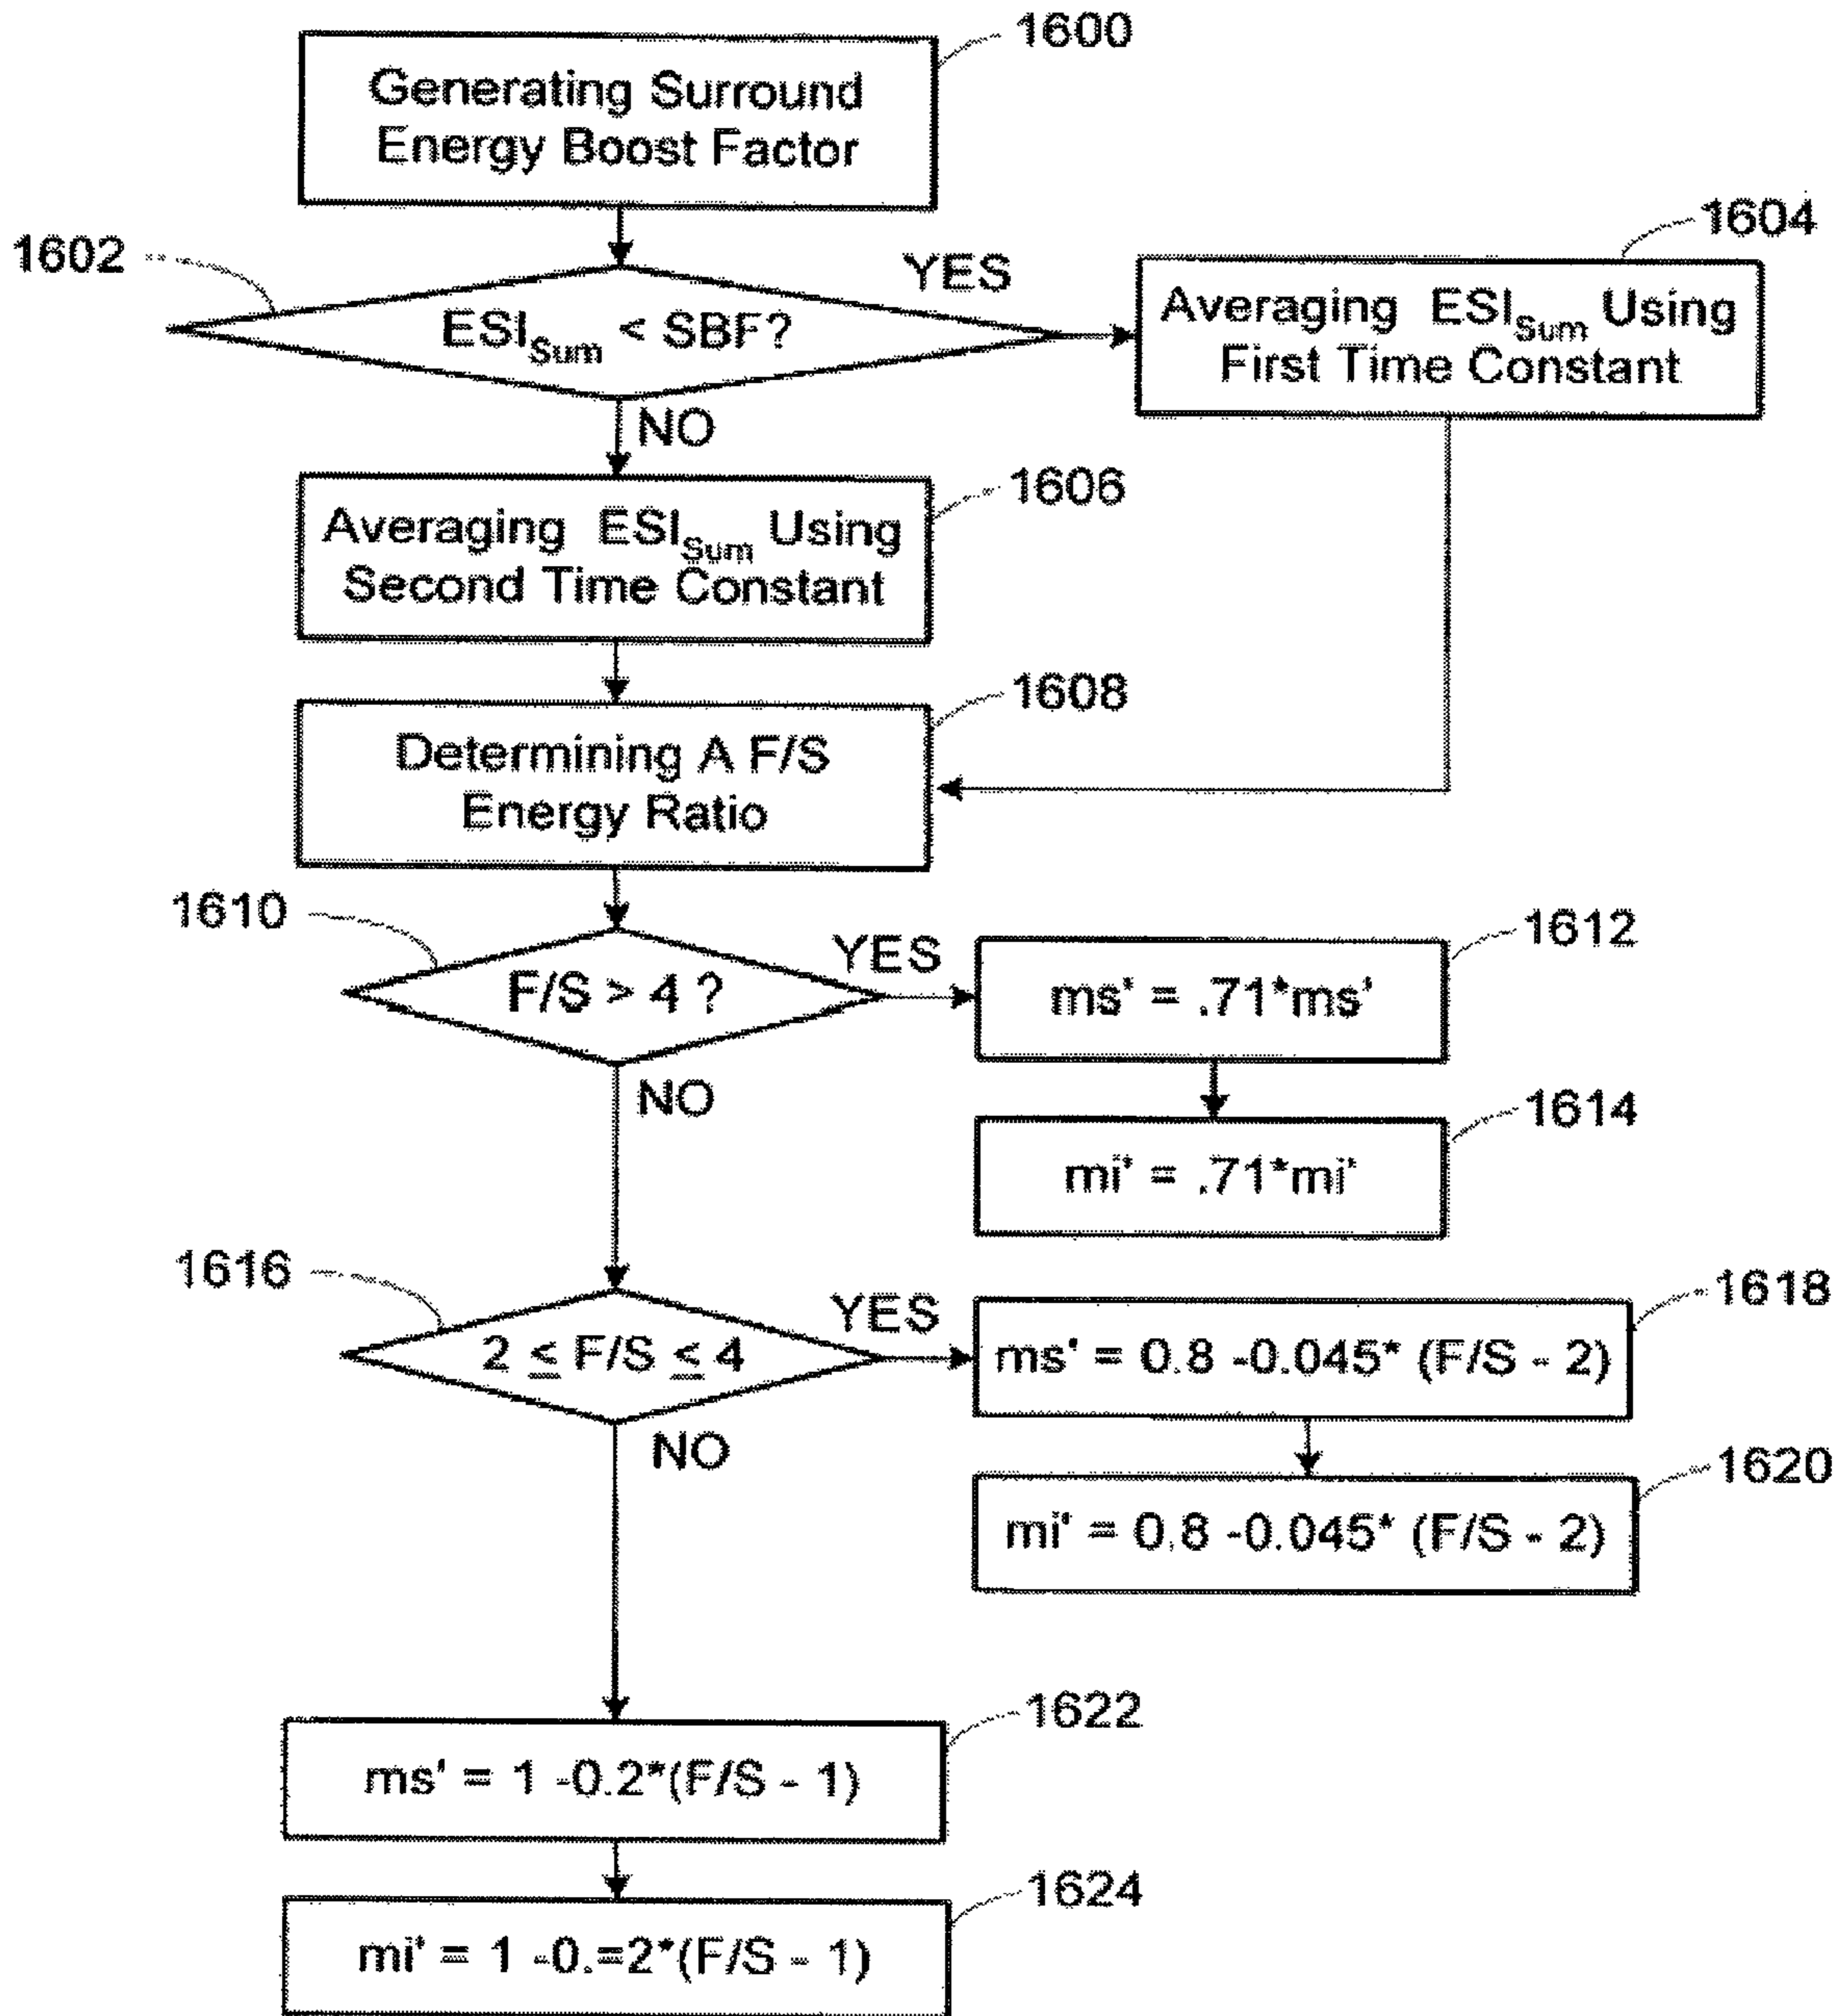 1600
Generating Surround
Energy Boost Factor
1602
ESI_Sum < SBF?
YES
1604
Averaging ESI_Sum Using
First Time Constant
NO
1606
Averaging ESI_Sum Using
Second Time Constant
1608
Determining A F/S
Energy Ratio
1610
F/S > 4 ?
YES
1612
ms' = .71*ms'
NO
1614
mi' = .71*mi'
1616
2 ≤ F/S ≤ 4
YES
1618
ms' = 0.8 -0.045* (F/S - 2)
NO
1620
mi' = 0.8 -0.045* (F/S - 2)
1622
ms' = 1 -0.2*(F/S - 1)
1624
mi' = 1 -0.=2*(F/S - 1)